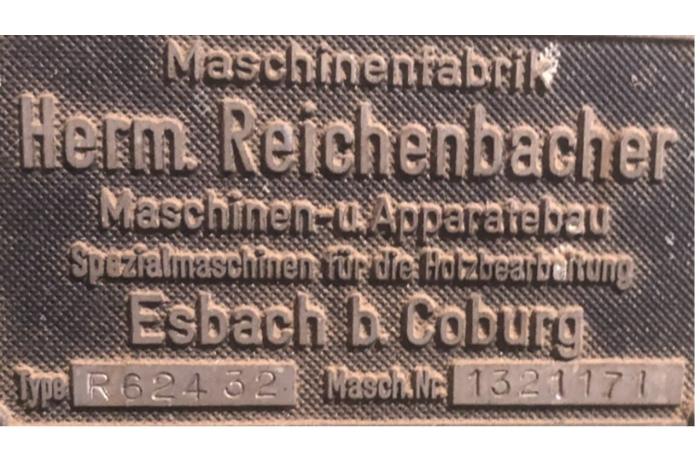 Maschinenfabrik
Herm. Reichenbacher
Maschinen-u. Apparatebau
Spezialmaschinen für die Holzbearbeitung
Esbach b. Coburg
Type R62432 Masch.Nr. 1321171